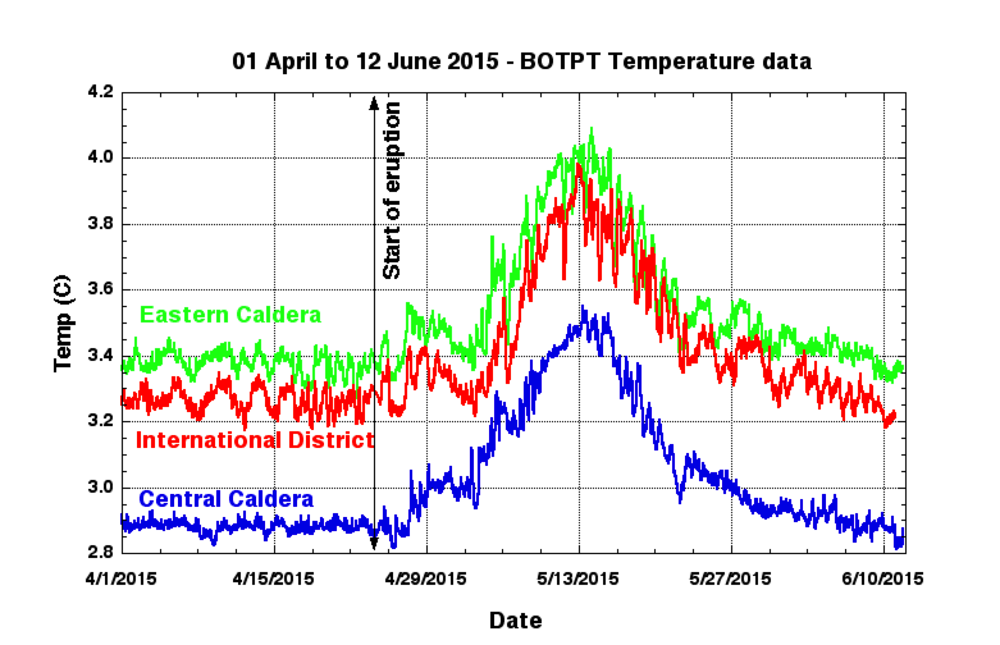 01 April to 12 June 2015 - BOTPT Temperature data
4.2
4.0
3.8
3.6
3.4
3.2
3.0
2.8
Temp (C)
Start of eruption
Eastern Caldera
International District
Central Caldera
4/1/2015 4/15/2015 4/29/2015 5/13/2015 5/27/2015 6/10/2015
Date